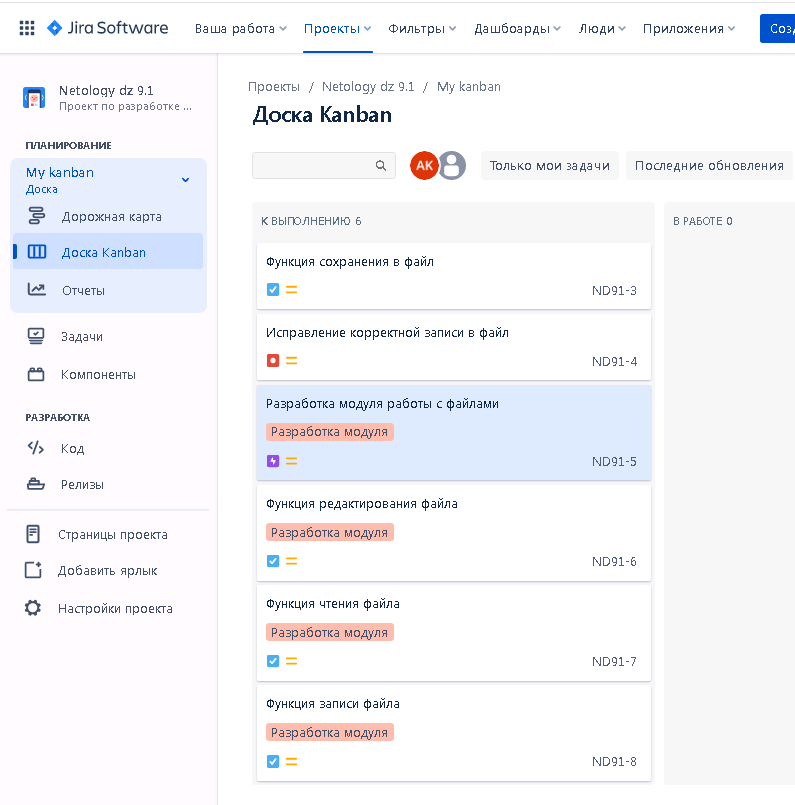 Jira Software Ваша работа Проекты Фильтры Дашборды Люди Приложения Созд
Netology dz 9.1
Проект по разработке ...
ПЛАНИРОВАНИЕ
My kanban
Доска
Дорожная карта
Доска Kanban
Отчеты
Задачи
Компоненты
РАЗРАБОТКА
Код
Релизы
Страницы проекта
Добавить ярлык
Настройки проекта
Проекты / Netology dz 9.1 / My kanban
Доска Kanban
АК Только мои задачи Последние обновления
К ВЫПОЛНЕНИЮ 6
Функция сохранения в файл
ND91-3
Исправление корректной записи в файл
ND91-4
Разработка модуля работы с файлами
Разработка модуля
ND91-5
Функция редактирования файла
Разработка модуля
ND91-6
Функция чтения файла
Разработка модуля
ND91-7
Функция записи файла
Разработка модуля
ND91-8
В РАБОТЕ 0